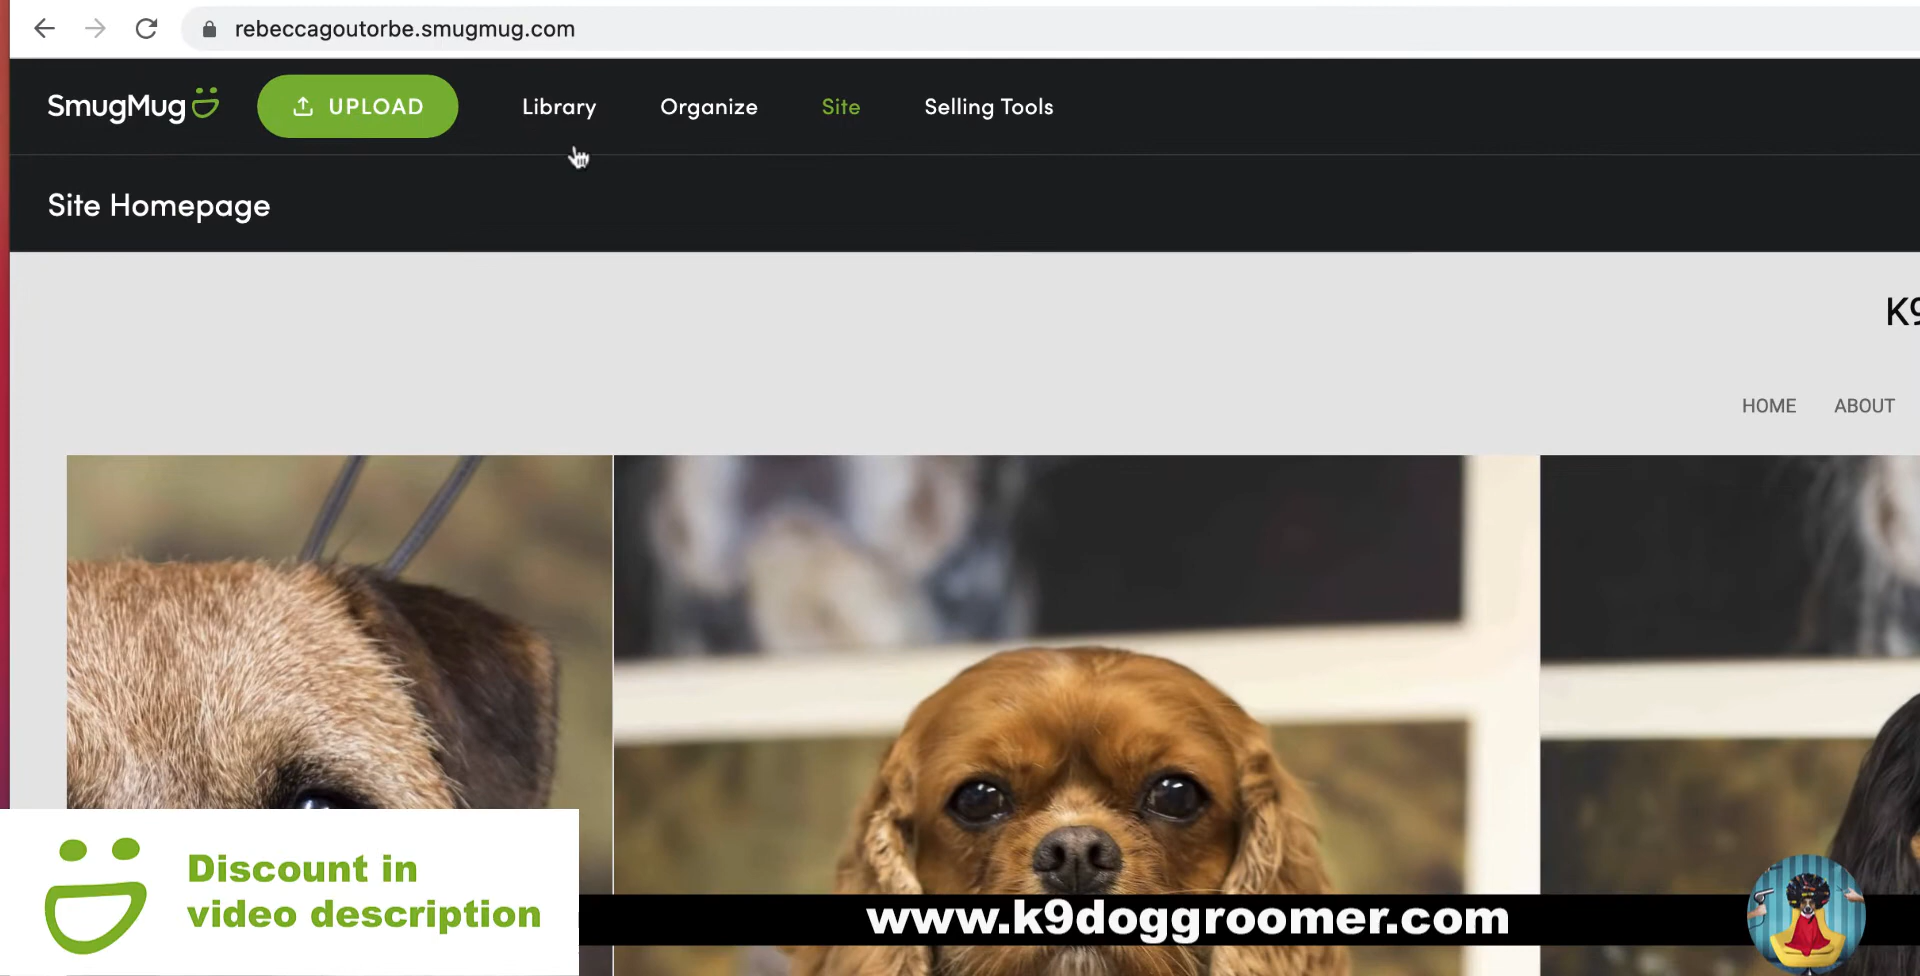 rebeccagoutorbe.smugmug.com
SmugMug UPLOAD Library Organize Site Selling Tools
Site Homepage
K9
HOME ABOUT
Discount in
video description
www.k9doggroomer.com